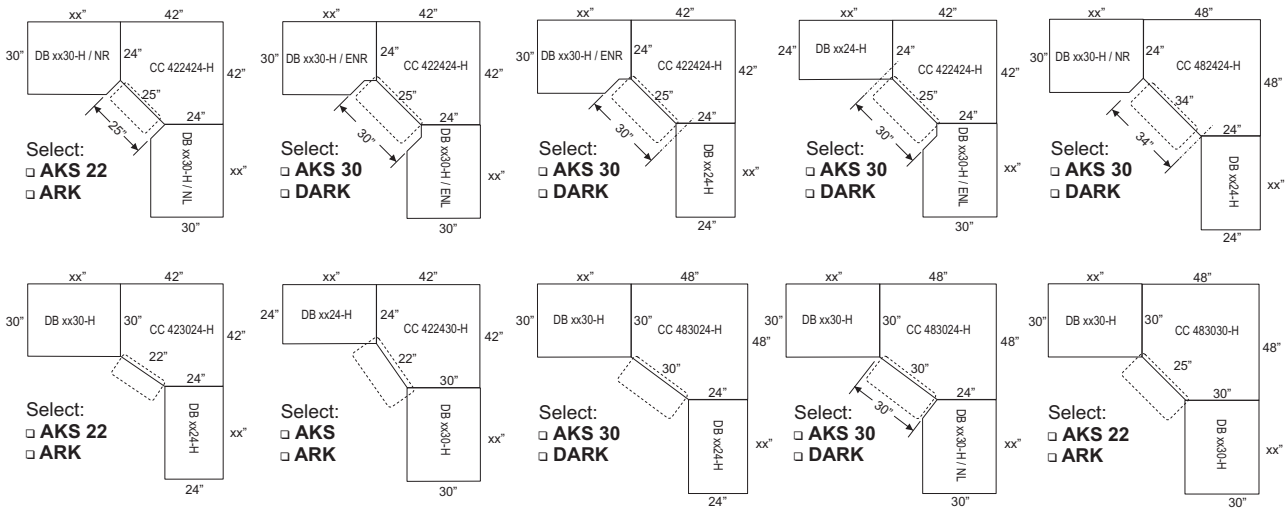 xx” 42”
30” DB xx30-H / NR 24” CC 422424-H 42”
25”
25” 24”
DB xx30-H / NL xx”
30”
Select:
❑ AKS 22
❑ ARK
xx” 42”
30” DB xx30-H / ENR 24” CC 422424-H 42”
25”
30” 24”
DB xx30-H / ENL xx”
30”
Select:
❑ AKS 30
❑ DARK
xx” 42”
30” DB xx30-H / ENR 24” CC 422424-H 42”
25”
30” 24”
DB xx24-H xx”
24”
Select:
❑ AKS 30
❑ DARK
xx” 42”
24” DB xx24-H 24” CC 422424-H 42”
25”
30” 24”
DB xx30-H / ENL xx”
30”
Select:
❑ AKS 30
❑ DARK
xx” 48”
30” DB xx30-H / NR 24” CC 482424-H 48”
34”
34” 24”
DB xx24-H xx”
24”
Select:
❑ AKS 30
❑ DARK
xx” 42”
30” DB xx30-H 30” CC 423024-H 42”
22”
24”
DB xx24-H xx”
24”
Select:
❑ AKS 22
❑ ARK
xx” 42”
24” DB xx24-H 24” CC 422430-H 42”
22”
30”
DB xx30-H xx”
30”
Select:
❑ AKS
❑ ARK
xx” 48”
30” DB xx30-H 30” CC 483024-H 48”
30”
24”
DB xx24-H xx”
24”
Select:
❑ AKS 30
❑ DARK
xx” 48”
30” DB xx30-H 30” CC 483024-H 48”
30”
30” 24”
DB xx30-H / NL xx”
30”
Select:
❑ AKS 30
❑ DARK
xx” 48”
30” DB xx30-H 30” CC 483030-H 48”
25”
30”
DB xx30-H xx”
30”
Select:
❑ AKS 22
❑ ARK